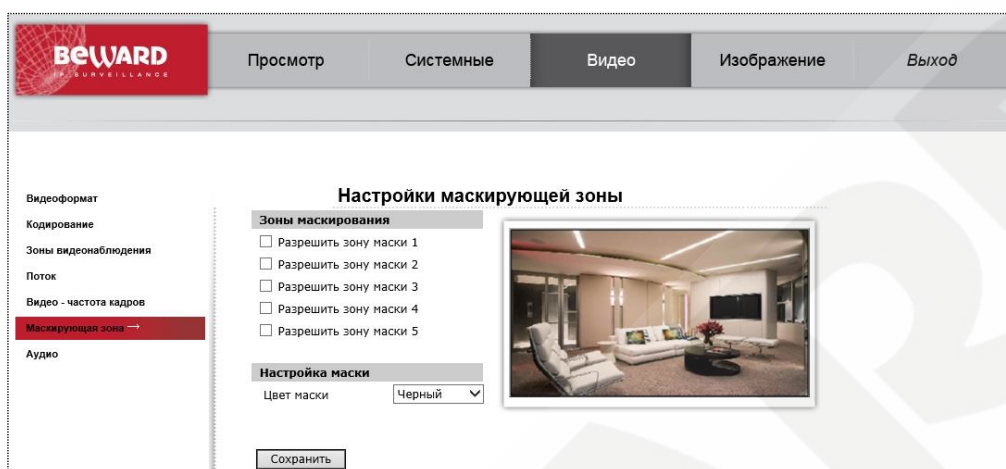 BEWARD
IP SURVEILLANCE
Просмотр
Системные
Видео
Изображение
Выход
Видеоформат
Кодирование
Зоны видеонаблюдения
Поток
Видео - частота кадров
Маскирующая зона →
Аудио
Настройки маскирующей зоны
Зоны маскирования
Разрешить зону маски 1
Разрешить зону маски 2
Разрешить зону маски 3
Разрешить зону маски 4
Разрешить зону маски 5
Настройка маски
Цвет маски Черный
Сохранить